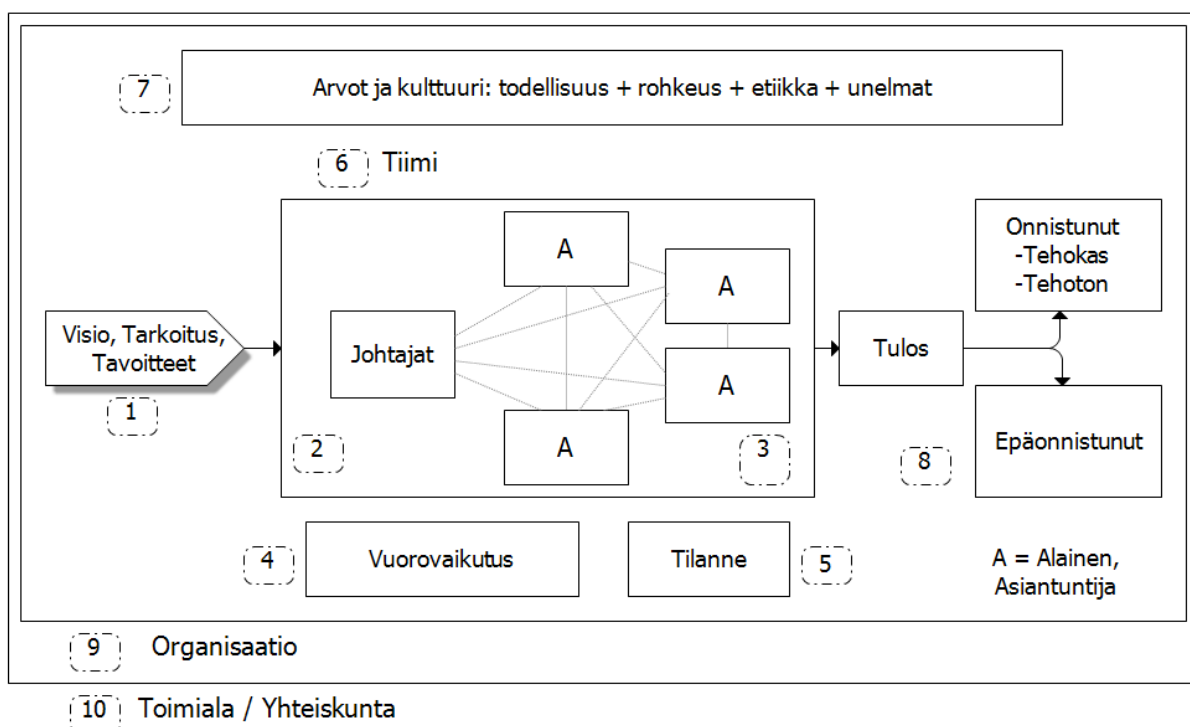 7
Arvot ja kulttuuri: todellisuus + rohkeus + etiikka + unelmat
6 Tiimi
Visio, Tarkoitus,
Tavoitteet
1
Johtajat
A
A
A
A
2
3
Tulos
Onnistunut
-Tehokas
-Tehoton
Epäonnistunut
8
4
Vuorovaikutus
Tilanne
5
A = Alainen,
Asiantuntija
9 Organisaatio
10 Toimiala / Yhteiskunta